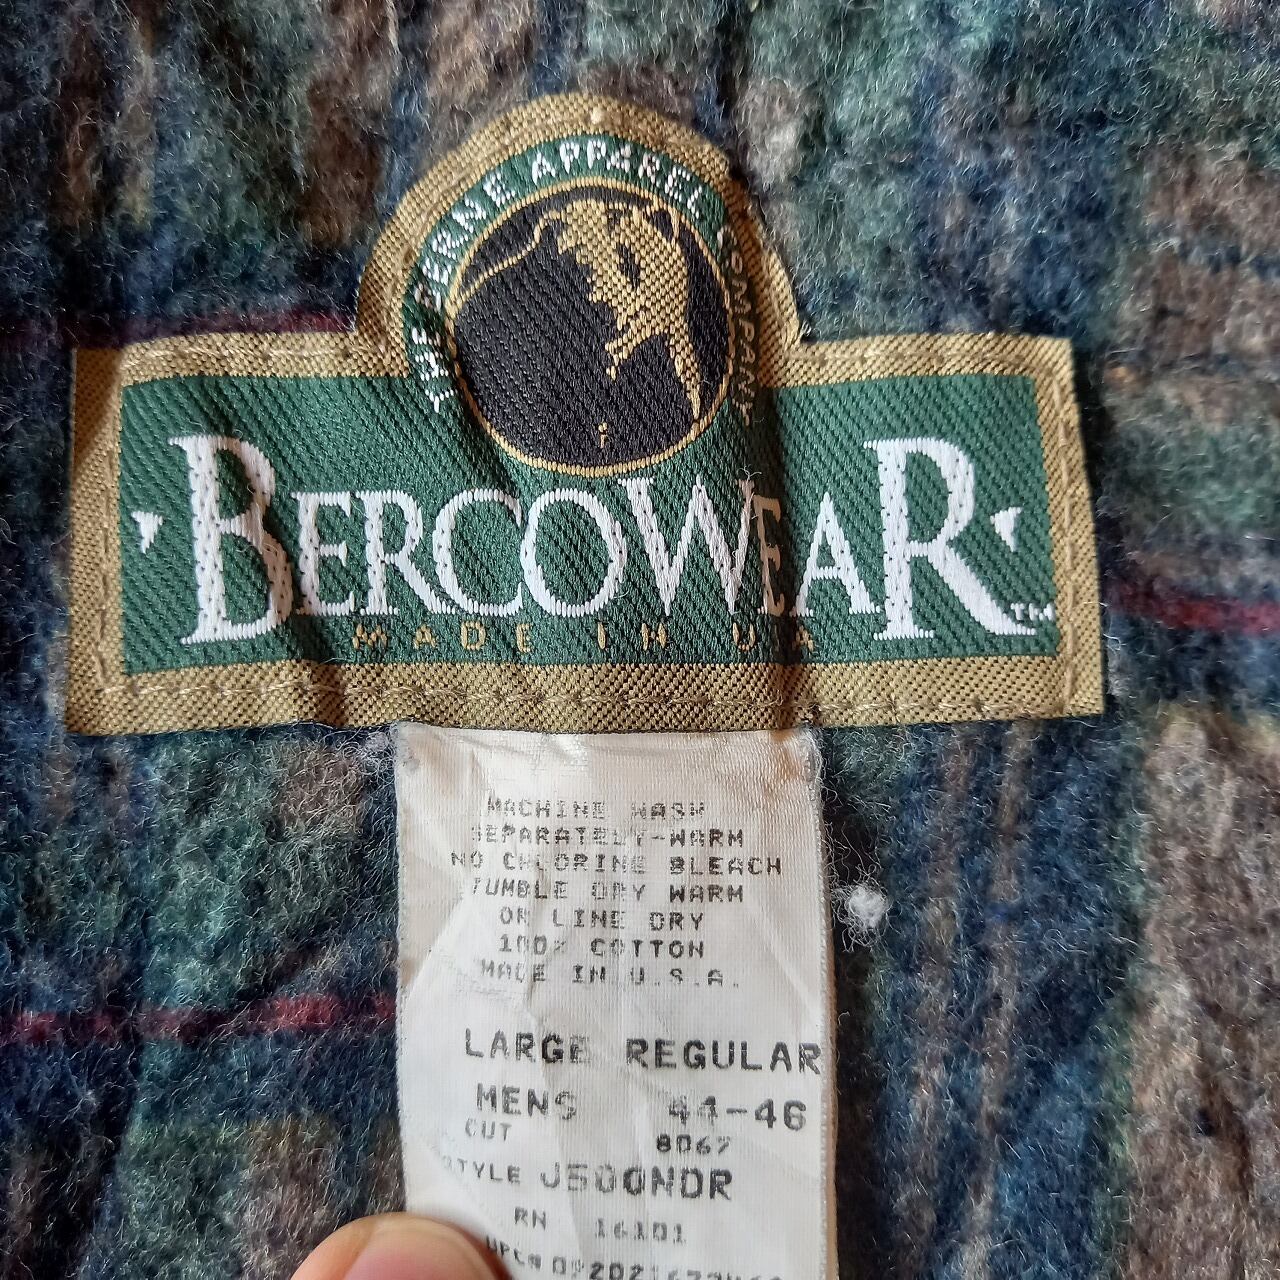 THE BERNE APPAREL COMPANY
BERCOWEAR TM
MADE IN USA
MACHINE WASH
SEPARATELY-WARM
NO CHLORINE BLEACH
TUMBLE DRY WARM
OR LINE DRY
100% COTTON
MADE IN U.S.A.
LARGE REGULAR
MENS 44-46
CUT 8067
STYLE J500NDR
RN 16101